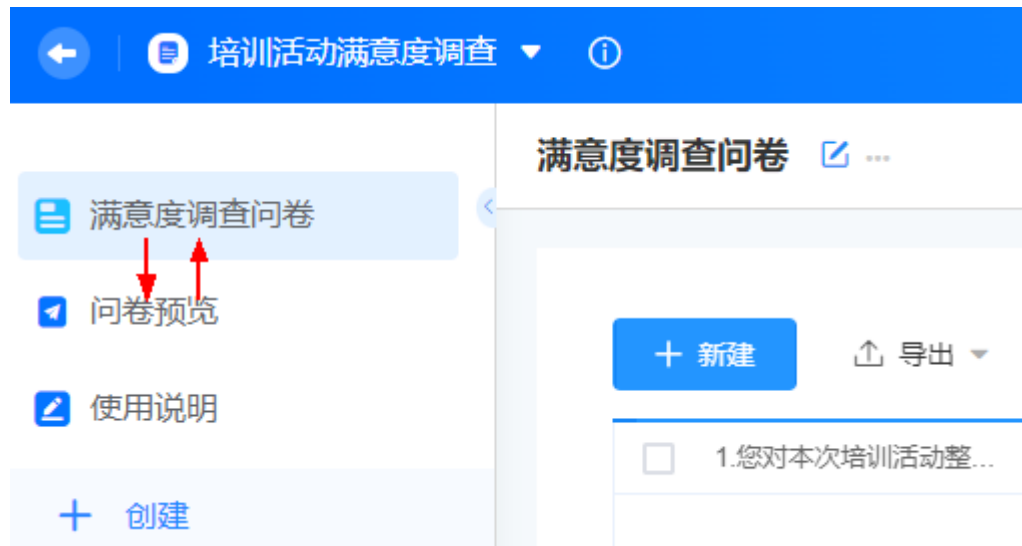 培训活动满意度调查
满意度调查问卷
满意度调查问卷
问卷预览
使用说明
创建
新建
导出
1.您对本次培训活动整...